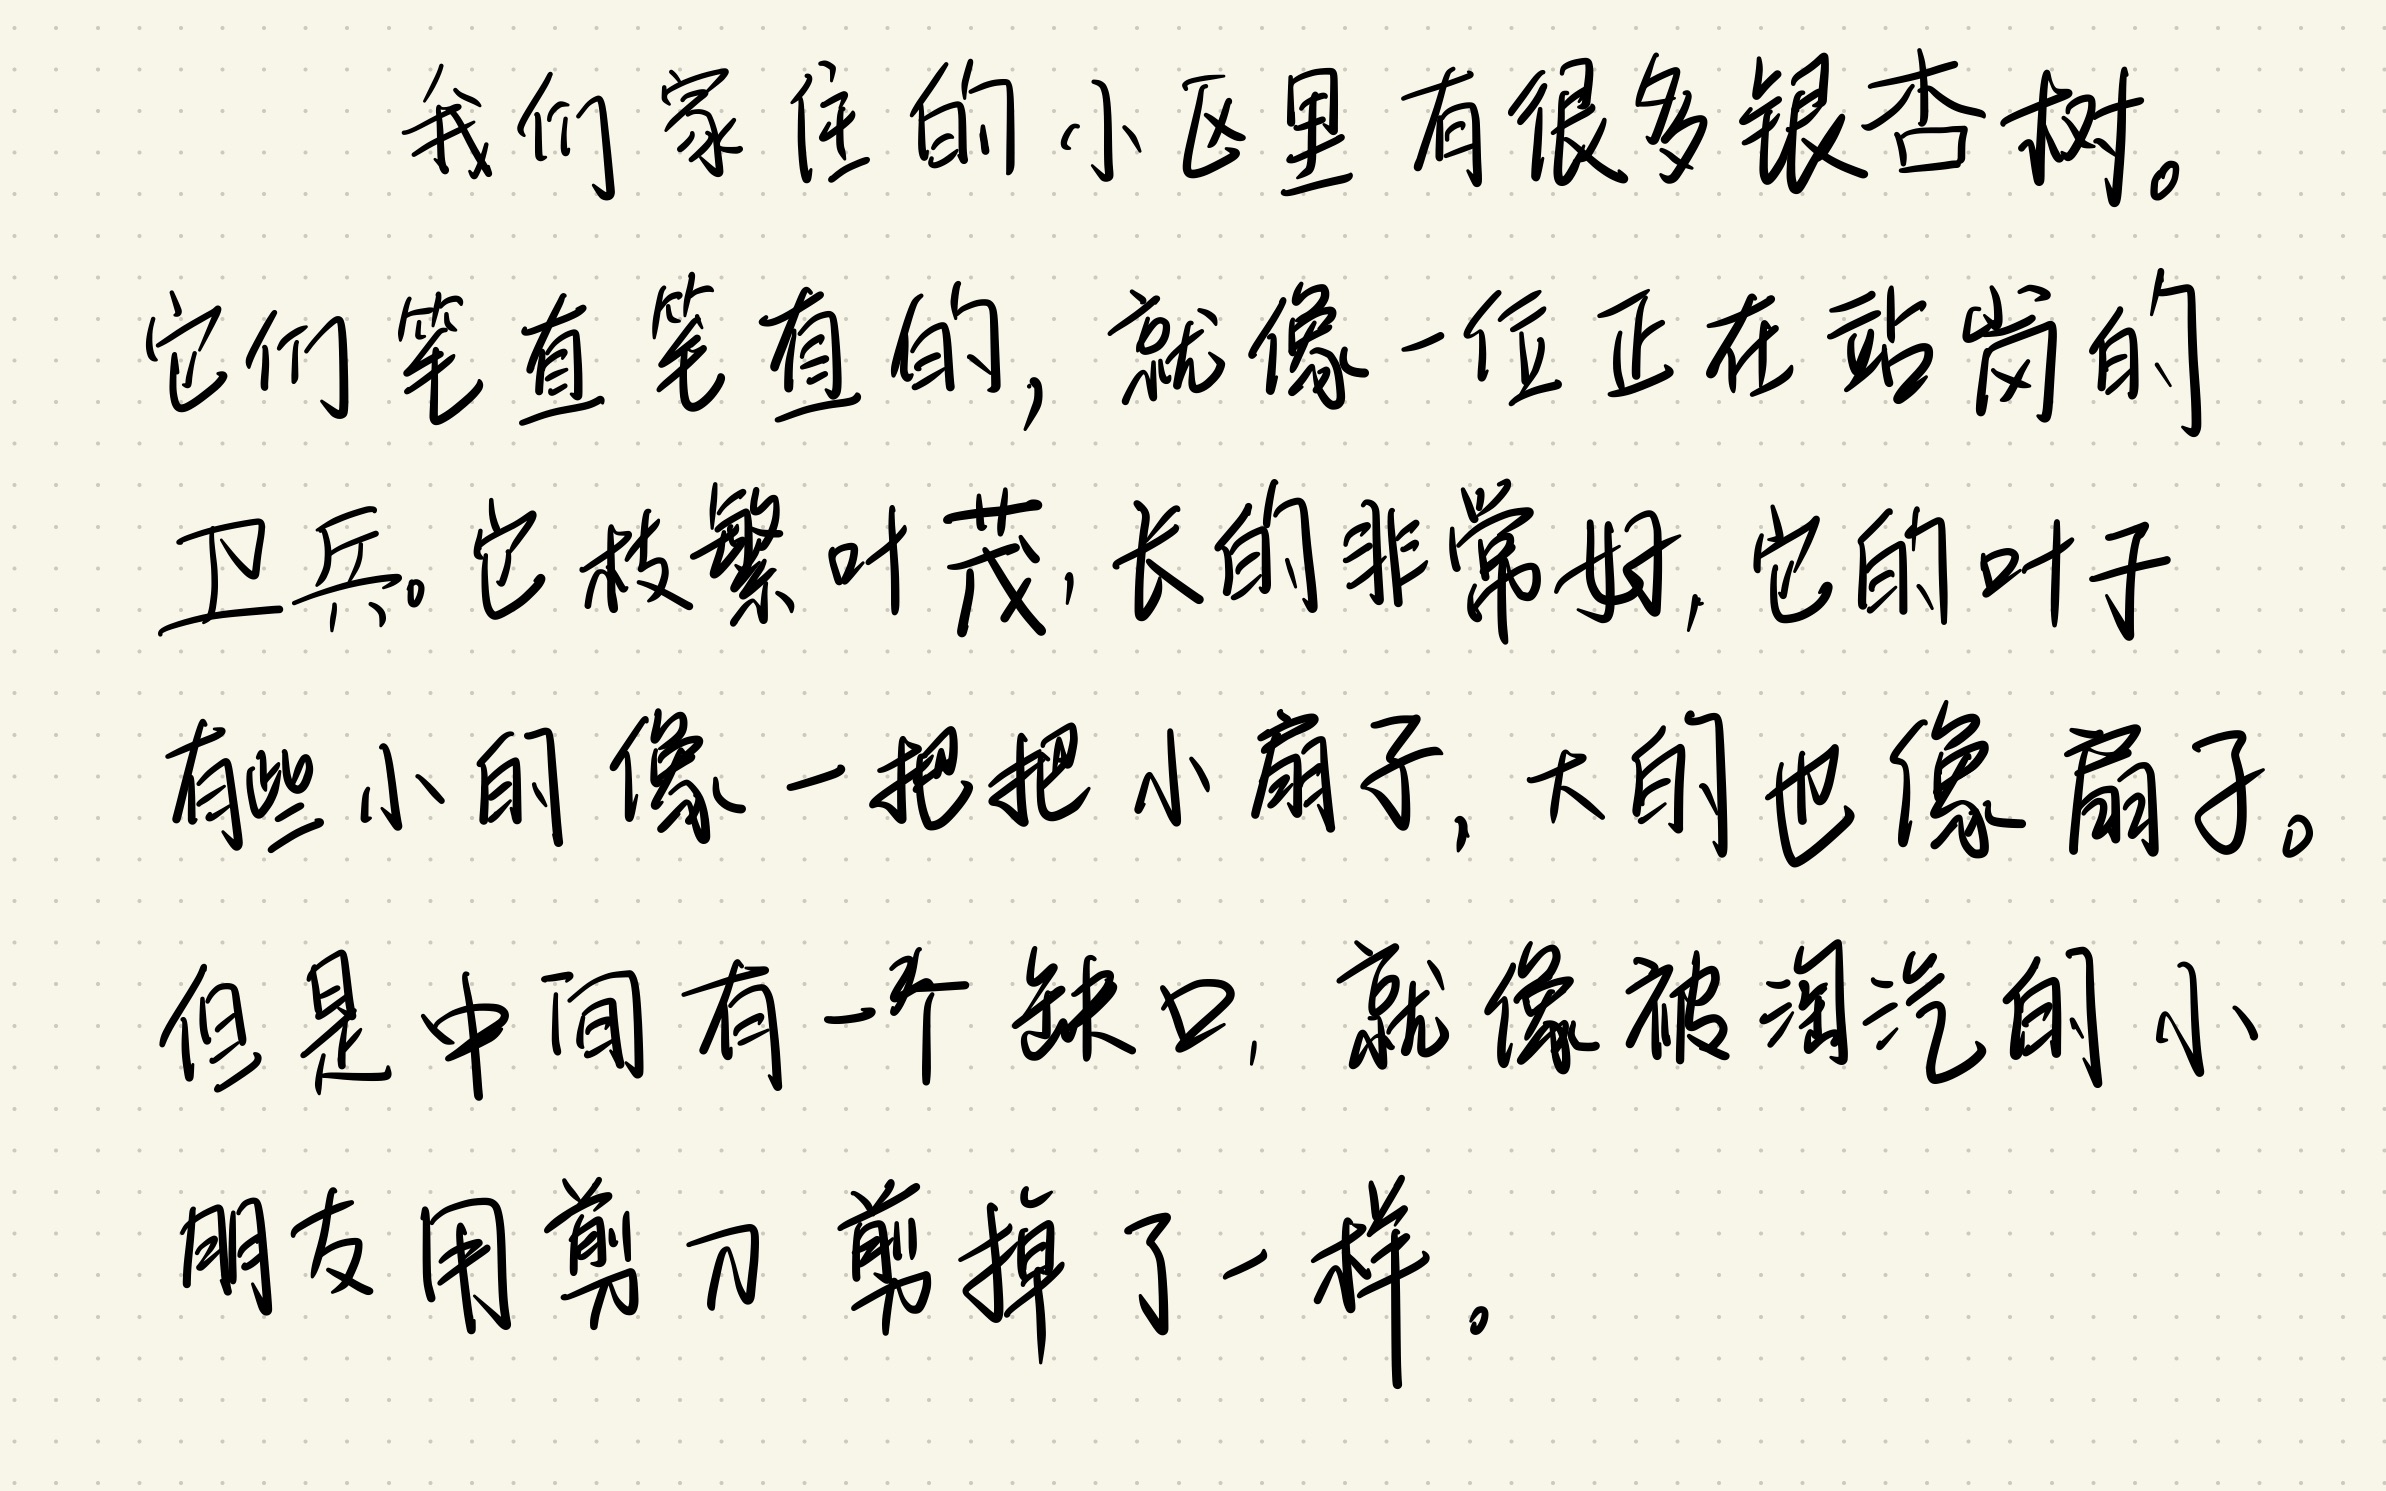 我们家住的小区里有很多银杏树。
它们笔直笔直的，就像一位正在站岗的
卫兵。它枝繁叶茂，长的非常好，它的叶子
有些小的像一把把小扇子，大的也像扇子。
但是中间有一个缺口，就像被淘汽的小
朋友用剪刀剪掉了一样。